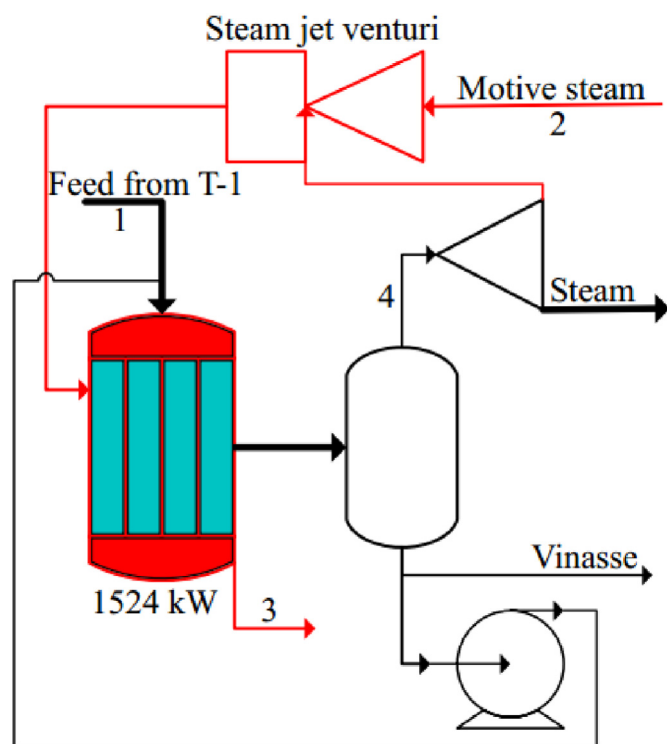 Steam jet venturi
Motive steam
2
Feed from T-1
1
4
Steam
Vinasse
1524 kW
3